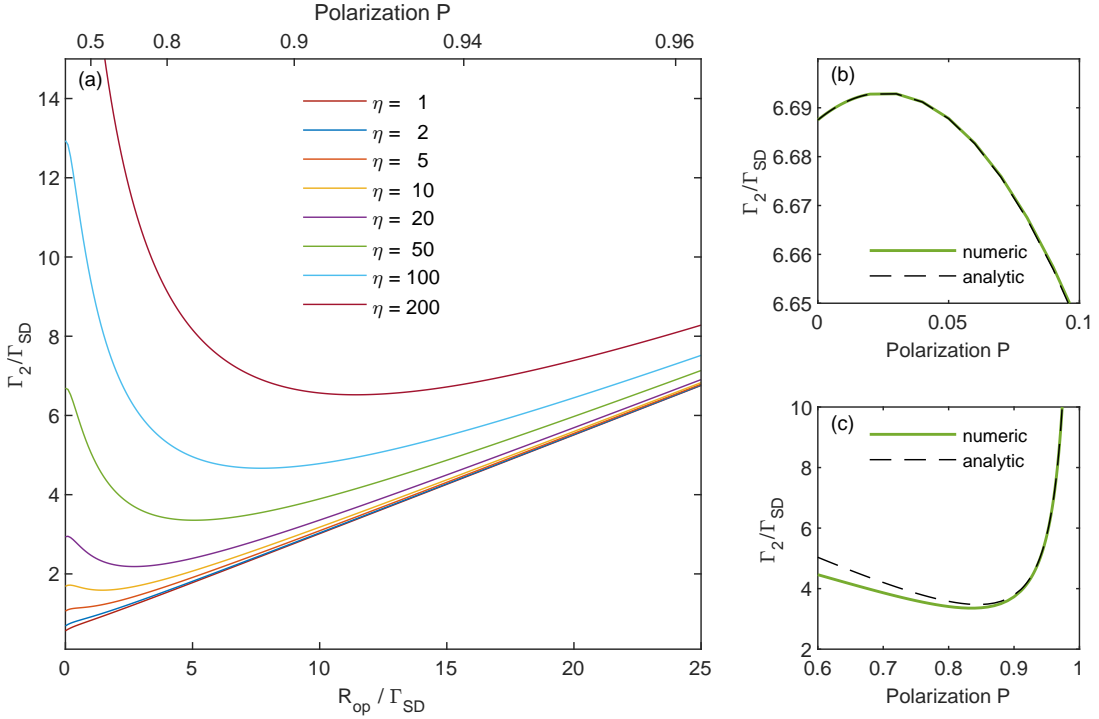 Polarization P
0.5 0.8 0.9 0.94 0.96
(a)
η = 1
η = 2
η = 5
η = 10
η = 20
η = 50
η = 100
η = 200
14
12
10
8
6
4
2
Γ2/ΓSD
0 5 10 15 20 25
Rop / ΓSD
(b)
6.69
6.68
6.67
6.66
6.65
Γ2/ΓSD
numeric
analytic
0 0.05 0.1
Polarization P
(c)
10
8
6
4
2
Γ2/ΓSD
numeric
analytic
0.6 0.7 0.8 0.9 1
Polarization P